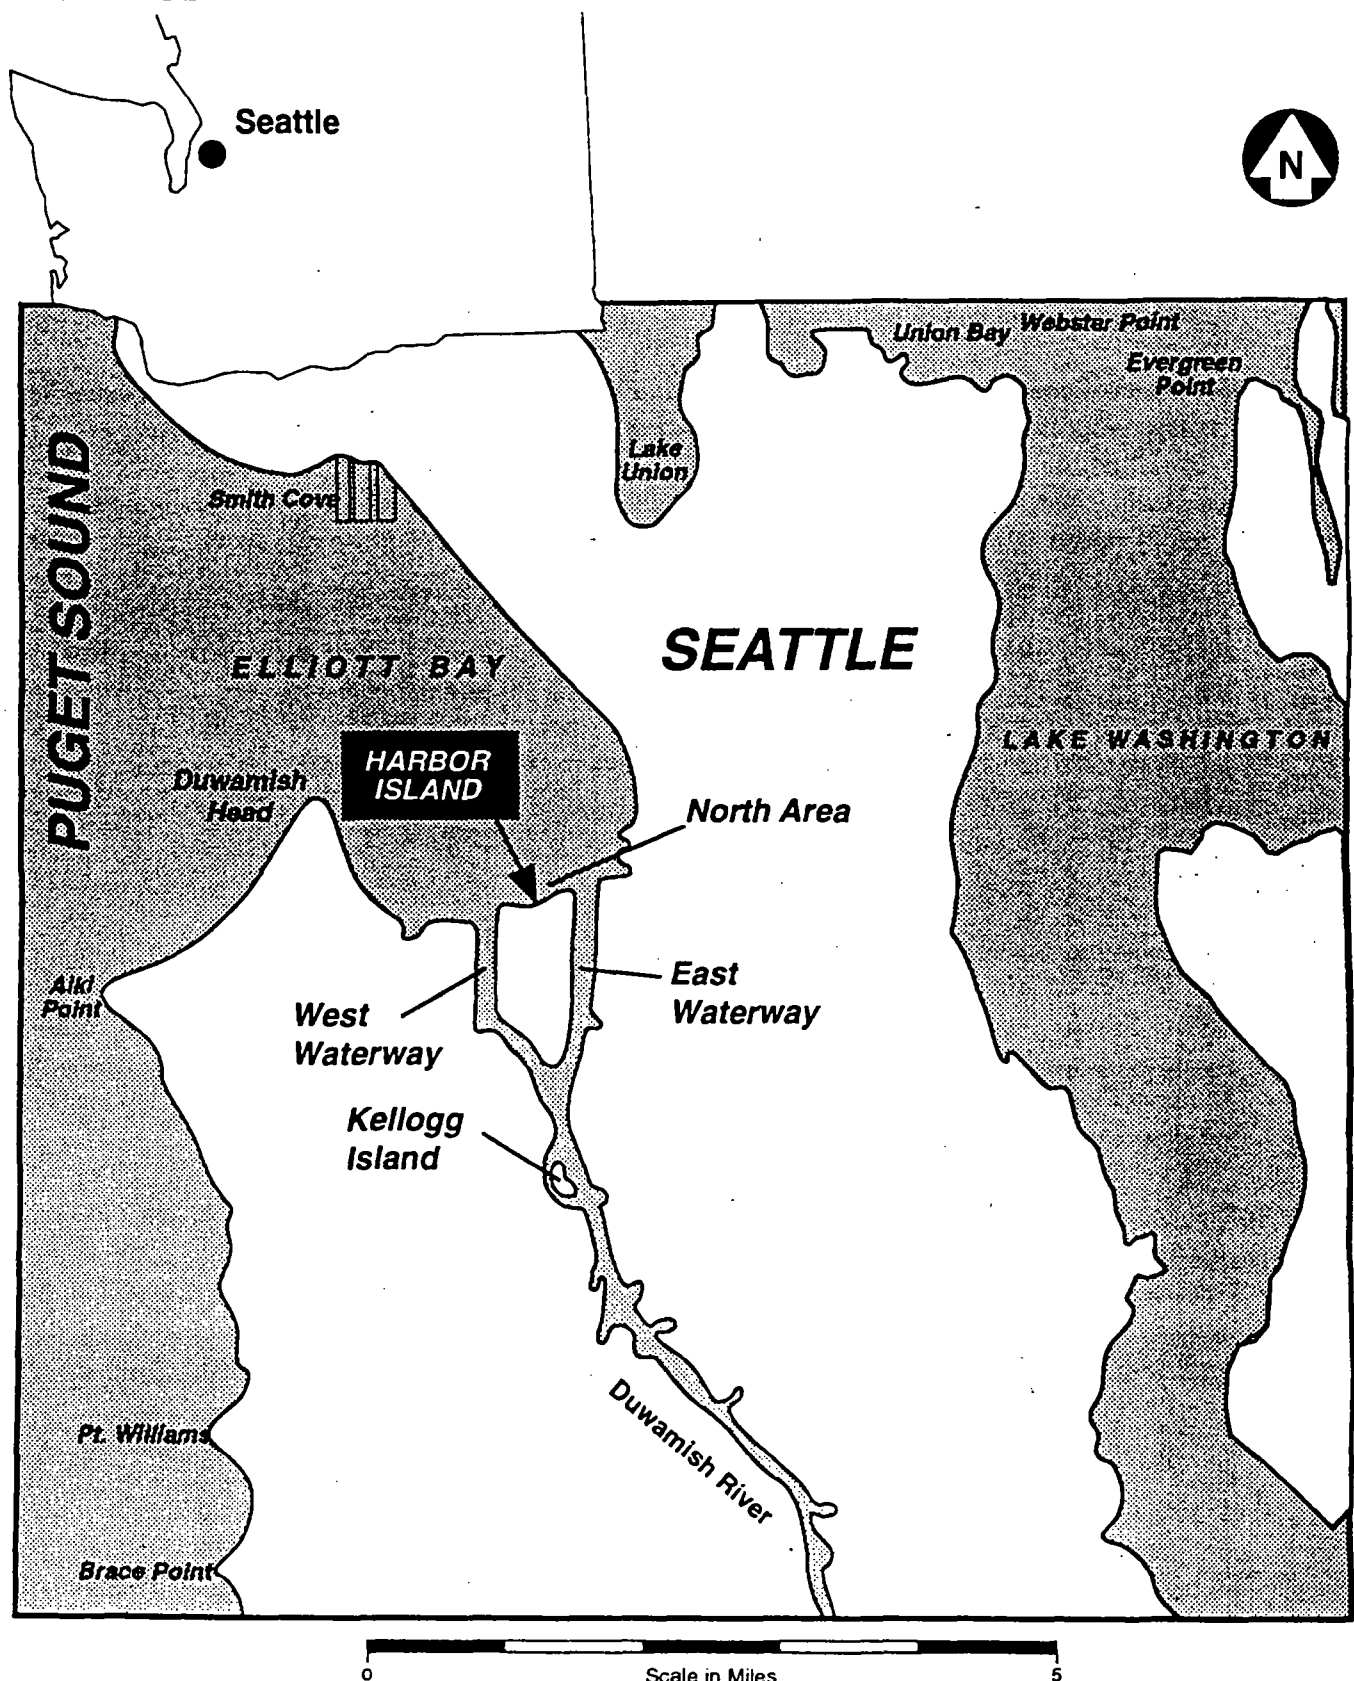 Seattle
N
Union Bay
Webster Point
Evergreen
Point
Lake
Union
Smith Cove
PUGET SOUND
SEATTLE
ELLIOTT BAY
LAKE WASHINGTON
HARBOR
ISLAND
Duwamish
Head
North Area
Alki
Point
East
Waterway
West
Waterway
Kellogg
Island
Duwamish River
Pt. Williams
Brace Point
0
5
Scale in Miles